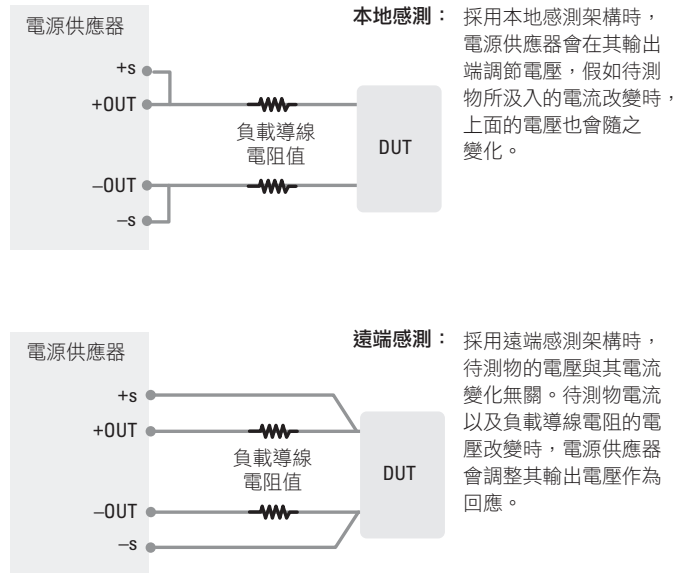 電源供應器
+s
+OUT
負載導線
電阻值
−OUT
−s
DUT
本地感測：
採用本地感測架構時，
電源供應器會在其輸出
端調節電壓，假如待測
物所汲入的電流改變時，
上面的電壓也會隨之
變化。
電源供應器
+s
+OUT
負載導線
電阻值
−OUT
−s
DUT
遠端感測：
採用遠端感測架構時，
待測物的電壓與其電流
變化無關。待測物電流
以及負載導線電阻的電
壓改變時，電源供應器
會調整其輸出電壓作為
回應。